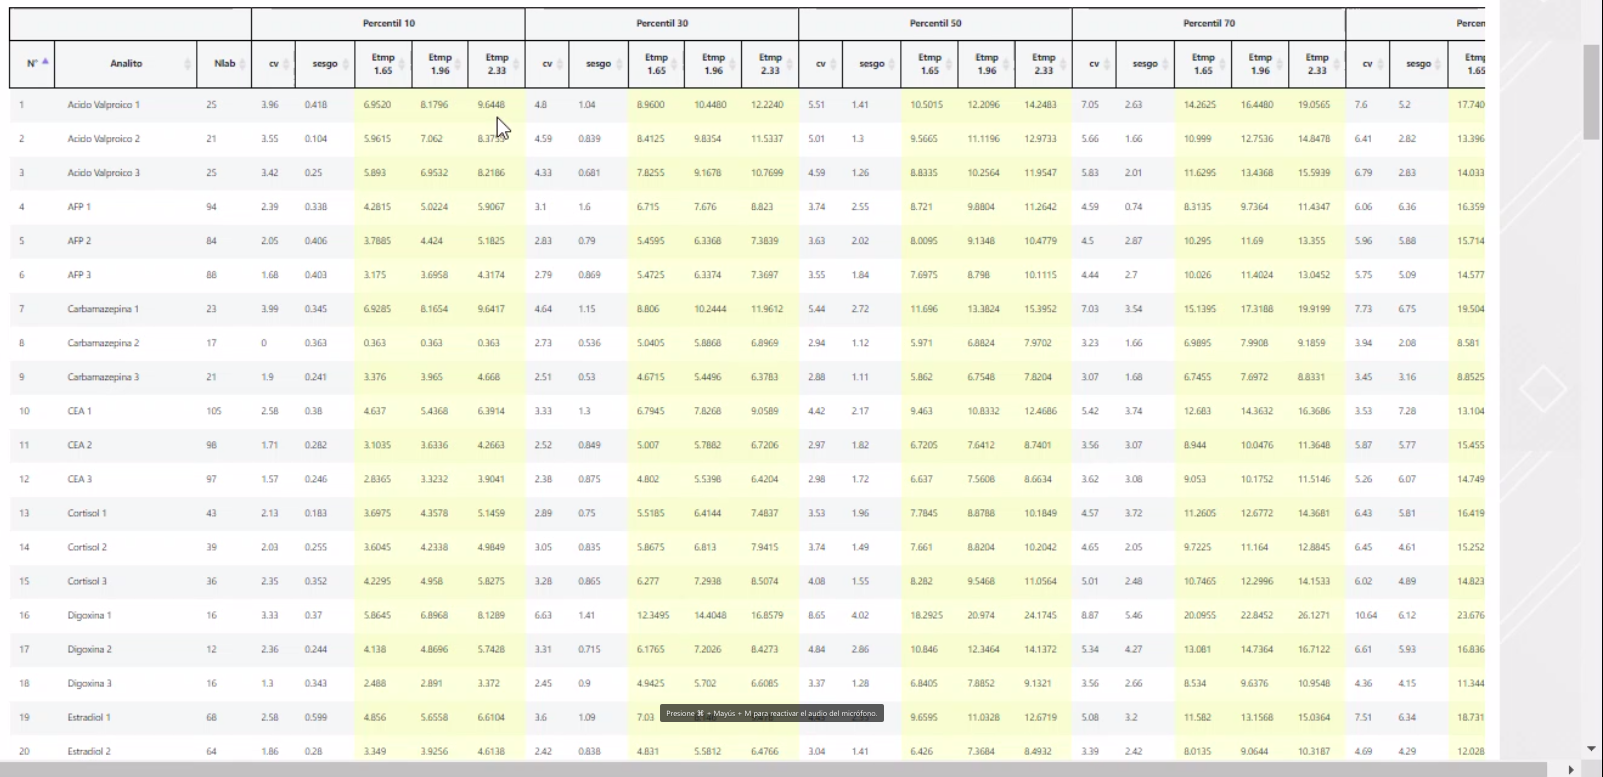 Percentil 10 Percentil 30 Percentil 50 Percentil 70 Percen
N° Analito Nlab cv sesgo Etmp 1.65 Etmp 1.96 Etmp 2.33 cv sesgo Etmp 1.65 Etmp 1.96 Etmp 2.33 cv sesgo Etmp 1.65 Etmp 1.96 Etmp 2.33 cv sesgo Etmp 1.65 Etmp 1.96 Etmp 2.33 cv sesgo Etmp 1.65
1 Acido Valproico 1 25 3.96 0.418 6.9520 8.1796 9.6448 4.8 1.04 8.9600 10.4480 12.2240 5.51 1.41 10.5015 12.2096 14.2483 7.05 2.63 14.2625 16.4480 19.0565 7.6 5.2 17.740
2 Acido Valproico 2 21 3.55 0.104 5.9615 7.062 4.59 0.839 8.4125 9.8354 11.5337 5.01 1.3 9.5665 11.1196 12.9733 5.66 1.66 10.999 12.7536 14.8478 6.41 2.82 13.396
3 Acido Valproico 3 25 3.42 0.25 5.893 6.9532 8.2186 4.33 0.681 7.8255 9.1678 10.7699 4.59 1.26 8.8335 10.2564 11.9547 5.83 2.01 11.6295 13.4368 15.5939 6.79 2.83 14.033
4 AFP 1 94 2.39 0.338 4.2815 5.0224 5.9067 3.1 1.6 6.715 7.676 8.823 3.74 2.55 8.721 9.8804 11.2642 4.59 0.74 8.3135 9.7364 11.4347 6.06 6.36 16.359
5 AFP 2 84 2.05 0.406 3.7885 4.424 5.1825 2.83 0.79 5.4595 6.3368 7.3839 3.63 2.02 8.0095 9.1348 10.4779 4.5 2.87 10.295 11.69 13.355 5.96 5.88 15.714
6 AFP 3 88 1.68 0.403 3.175 3.6958 4.3174 2.79 0.869 5.4725 6.3374 7.3697 3.55 1.84 7.6975 8.798 10.1115 4.44 2.7 10.026 11.4024 13.0452 5.75 5.09 14.577
7 Carbamazepina 1 23 3.99 0.345 6.9285 8.1654 9.6417 4.64 1.15 8.806 10.2444 11.9612 5.44 2.72 11.696 13.3824 15.3952 7.03 3.54 15.1395 17.3188 19.9199 7.73 6.75 19.504
8 Carbamazepina 2 17 0 0.363 0.363 0.363 0.363 2.73 0.536 5.0405 5.8868 6.8969 2.94 1.12 5.971 6.8824 7.9702 3.23 1.66 6.9895 7.9908 9.1859 3.94 2.08 8.581
9 Carbamazepina 3 21 1.9 0.241 3.376 3.965 4.668 2.51 0.53 4.6715 5.4496 6.3783 2.88 1.11 5.862 6.7548 7.8204 3.07 1.68 6.7455 7.6972 8.8331 3.45 3.16 8.8525
10 CEA 1 105 2.58 0.38 4.637 5.4368 6.3914 3.33 1.3 6.7945 7.8268 9.0589 4.42 2.17 9.463 10.8332 12.4686 5.42 3.74 12.683 14.3632 16.3686 3.53 7.28 13.104
11 CEA 2 98 1.71 0.282 3.1035 3.6336 4.2663 2.52 0.849 5.007 5.7882 6.7206 2.97 1.82 6.7205 7.6412 8.7401 3.56 3.07 8.944 10.0476 11.3648 5.87 5.77 15.455
12 CEA 3 97 1.57 0.246 2.8365 3.3232 3.9041 2.38 0.875 4.802 5.5398 6.4204 2.98 1.72 6.637 7.5608 8.6634 3.62 3.08 9.053 10.1752 11.5146 5.26 6.07 14.749
13 Cortisol 1 43 2.13 0.183 3.6975 4.3578 5.1459 2.89 0.75 5.5185 6.4144 7.4837 3.53 1.96 7.7845 8.8788 10.1849 4.57 3.72 11.2605 12.6772 14.3681 6.43 5.81 16.419
14 Cortisol 2 39 2.03 0.255 3.6045 4.2338 4.9849 3.05 0.835 5.8675 6.813 7.9415 3.74 1.49 7.661 8.8204 10.2042 4.65 2.05 9.7225 11.164 12.8845 6.45 4.61 15.252
15 Cortisol 3 36 2.35 0.352 4.2295 4.958 5.8275 3.28 0.865 6.277 7.2938 8.5074 4.08 1.55 8.282 9.5468 11.0564 5.01 2.48 10.7465 12.2996 14.1533 6.02 4.89 14.823
16 Digoxina 1 16 3.33 0.37 5.8645 6.8968 8.1289 6.63 1.41 12.3495 14.4048 16.8579 8.65 4.02 18.2925 20.974 24.1745 8.87 5.46 20.0955 22.8452 26.1271 10.64 6.12 23.676
17 Digoxina 2 12 2.36 0.244 4.138 4.8696 5.7428 3.31 0.715 6.1765 7.2026 8.4273 4.84 2.86 10.846 12.3464 14.1372 5.34 4.27 13.081 14.7364 16.7122 6.61 5.93 16.836
18 Digoxina 3 16 1.3 0.343 2.488 2.891 3.372 2.45 0.9 4.9425 5.702 6.6085 3.37 1.28 6.8405 7.8852 9.1321 3.56 2.66 8.534 9.6376 10.9548 4.36 4.15 11.344
19 Estradiol 1 68 2.58 0.599 4.856 5.6558 6.6104 3.6 1.09 7.03 9.6595 11.0328 12.6719 5.08 3.2 11.582 13.1568 15.0364 7.51 6.34 18.731
Presione ⌘ + Mayús + M para reactivar el audio del micrófono.
20 Estradiol 2 64 1.86 0.28 3.349 3.9256 4.6138 2.42 0.838 4.831 5.5812 6.4766 3.04 1.41 6.426 7.3684 8.4932 3.39 2.42 8.0135 9.0644 10.3187 4.69 4.29 12.028